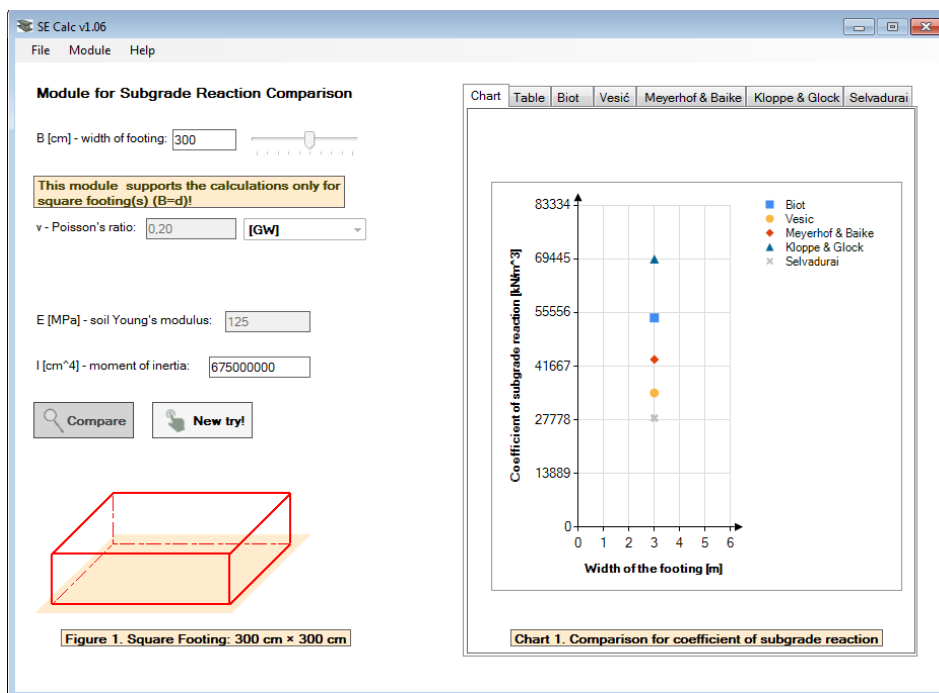 SE Calc v1.06
File Module Help
Module for Subgrade Reaction Comparison
B [cm] - width of footing: 300
This module supports the calculations only for
square footing(s) (B=d)!
v - Poisson's ratio: 0,20 [GW]
E [MPa] - soil Young's modulus: 125
I [cm^4] - moment of inertia: 675000000
Compare New try!
Figure 1. Square Footing: 300 cm × 300 cm
Chart Table Biot Vesić Meyerhof & Baike Kloppe & Glock Selvadurai
Coefficient of subgrade reaction [kN/m^3]
83334
69445
55556
41667
27778
13889
0
0 1 2 3 4 5 6
Width of the footing [m]
Biot
Vesic
Meyerhof & Baike
Kloppe & Glock
Selvadurai
Chart 1. Comparison for coefficient of subgrade reaction